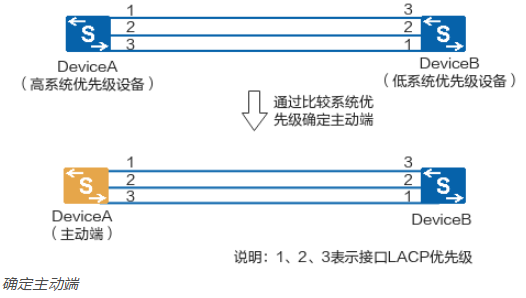 1 3
S 2 2 S
3 1
DeviceA DeviceB
（高系统优先级设备） （低系统优先级设备）
通过比较系统优
先级确定主动端
1 3
S 2 2 S
3 1
DeviceA DeviceB
（主动端）
说明：1、2、3表示接口LACP优先级
确定主动端